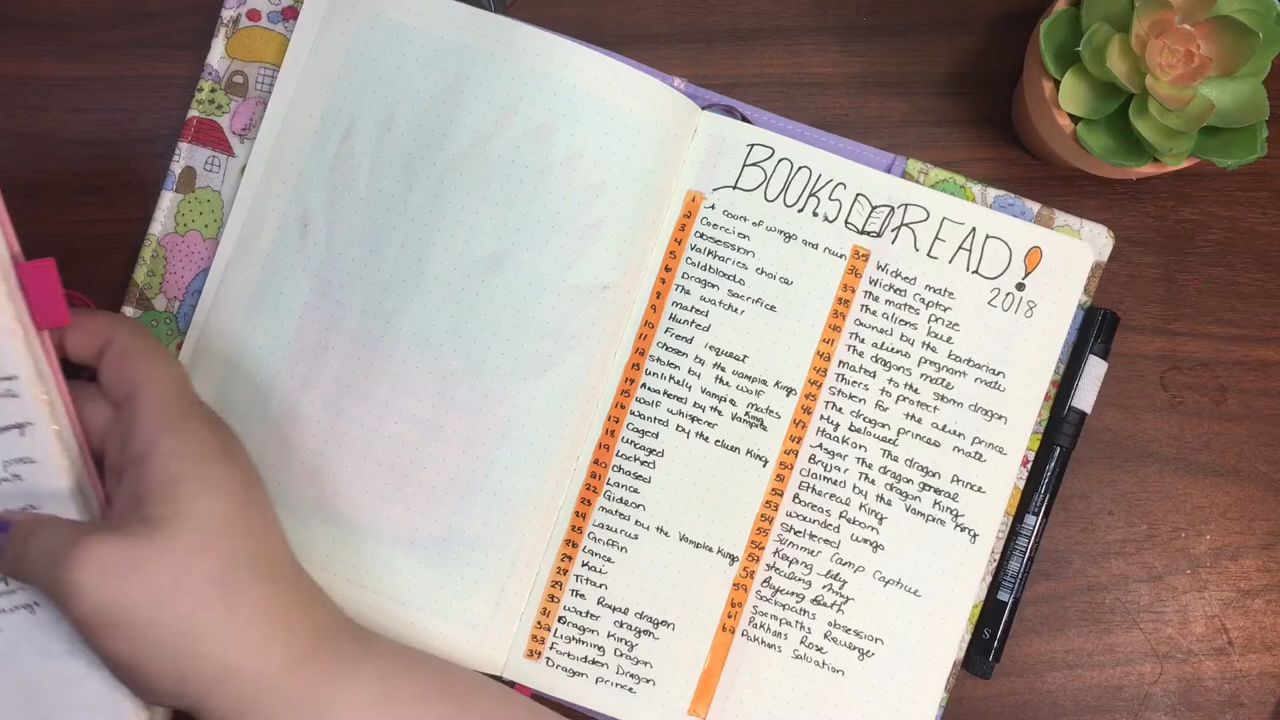 BOOKS READ!
2018
1 A court of wings and ruin
2 Coercion
3 Obsession
4 Valkharics choice
5 Coldbloods
6 Dragon Sacrifice
7 The watcher
8 Mated
9 Hunted
10 Frend request
11 chosen by the vampire kings
12 Stolen by the wolf
13 unlikely vampire mates
14 Awakened by the Vampire King
15 wolf whisperer
16 wanted by the elven king
17 Caged
18 uncaged
19 Locked
20 Chased
21 Lance
22 Gideon
23 mated by the Vampire Kings
24 Lazurus
25 Griffin
26 Lance
27 Kai
28 Titan
29 The Royal dragon
30 water dragon
31 Dragon King
32 Lightning Dragon
33 Forbidden Dragon
34 Dragon prince
35 Wicked mate
36 Wicked captor
37 The mates prize
38 The aliens love
39 owned by the barbarian
40 The aliens pregnant mate
41 The dragons mate
42 Mated to the storm dragon
43 Thiers to protect
44 Stolen for the alien prince
45 The dragon princes mate
46 My beloved
47 Haakon The dragon Prince
48 Asgar The dragon general
49 Bryjar The dragon King
50 Claimed by the Vampire King
51 Ethereal King
52 Boreas Reborn
53 wounded wings
54 Sheltered
55 Summer Camp Captive
56 Keeping lily
57 Stealing Amy
58 Buying Beth
59 Sociopaths obsession
60 Sociopaths Revenge
61 Pakhans Rose
62 Pakhans Salvation
S